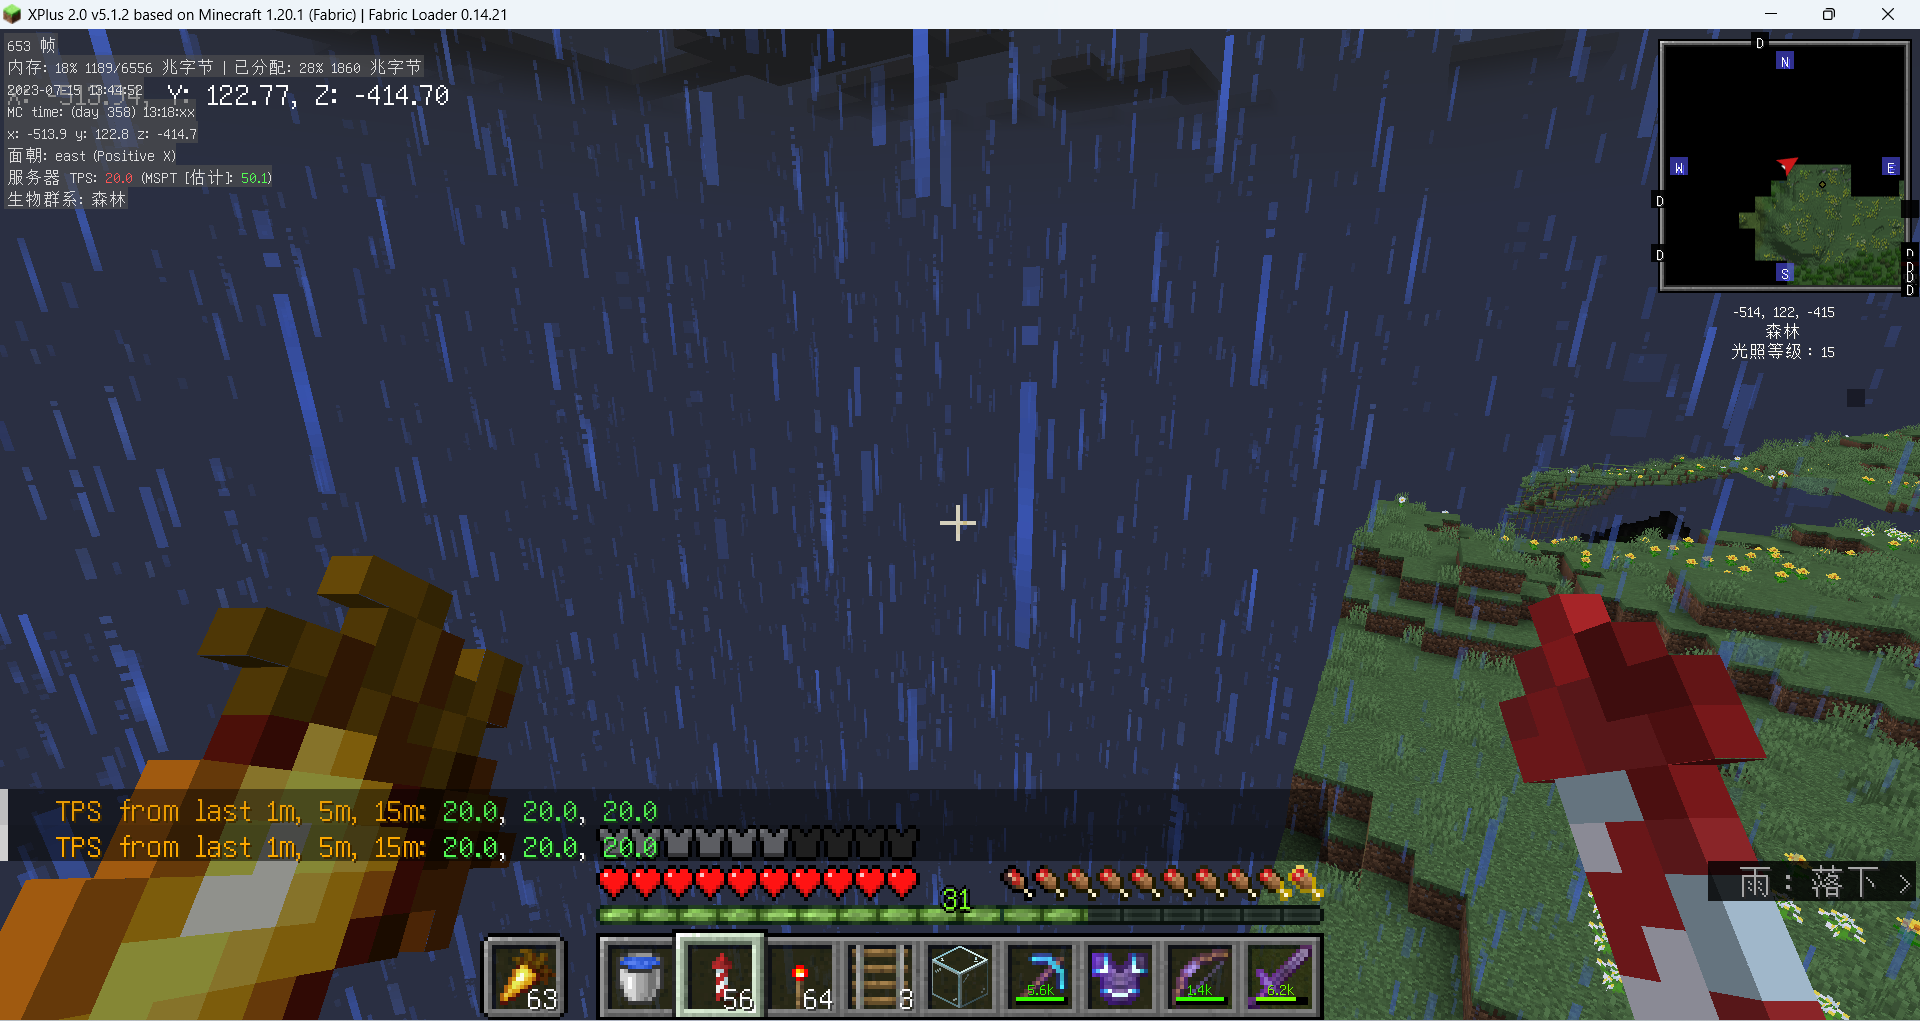 XPlus 2.0 v5.1.2 based on Minecraft 1.20.1 (Fabric) | Fabric Loader 0.14.21
653 帧
内存: 18% 1189/6556 兆字节 | 已分配: 28% 1860 兆字节
2023-07-15 13:44:52
X: -513.94, Y: 122.77, Z: -414.70
MC time: (day 358) 13:18:xx
x: -513.9 y: 122.8 z: -414.7
面朝: east (Positive X)
服务器 TPS: 20.0 (MSPT [估计]: 50.1)
生物群系: 森林
D
N
W
E
D
D
S
n
D
D
D
-514, 122, -415
森林
光照等级：15
TPS from last 1m, 5m, 15m: 20.0, 20.0, 20.0
TPS from last 1m, 5m, 15m: 20.0, 20.0, 20.0
雨：落下 >
31
63
56
64
8
5.6k
1.4k
6.2k